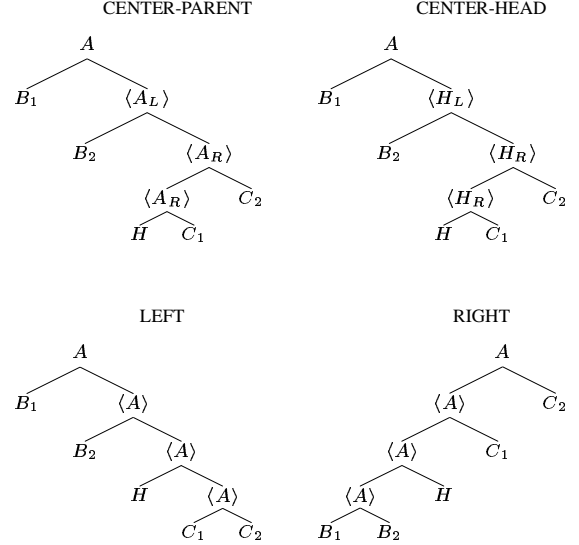 CENTER-PARENT CENTER-HEAD
A A
B₁ ⟨A_L⟩ B₁ ⟨H_L⟩
B₂ ⟨A_R⟩ B₂ ⟨H_R⟩
⟨A_R⟩ C₂ ⟨H_R⟩ C₂
H C₁ H C₁
LEFT RIGHT
A A
B₁ ⟨A⟩ ⟨A⟩ C₂
B₂ ⟨A⟩ ⟨A⟩ C₁
H ⟨A⟩ ⟨A⟩ H
C₁ C₂ B₁ B₂